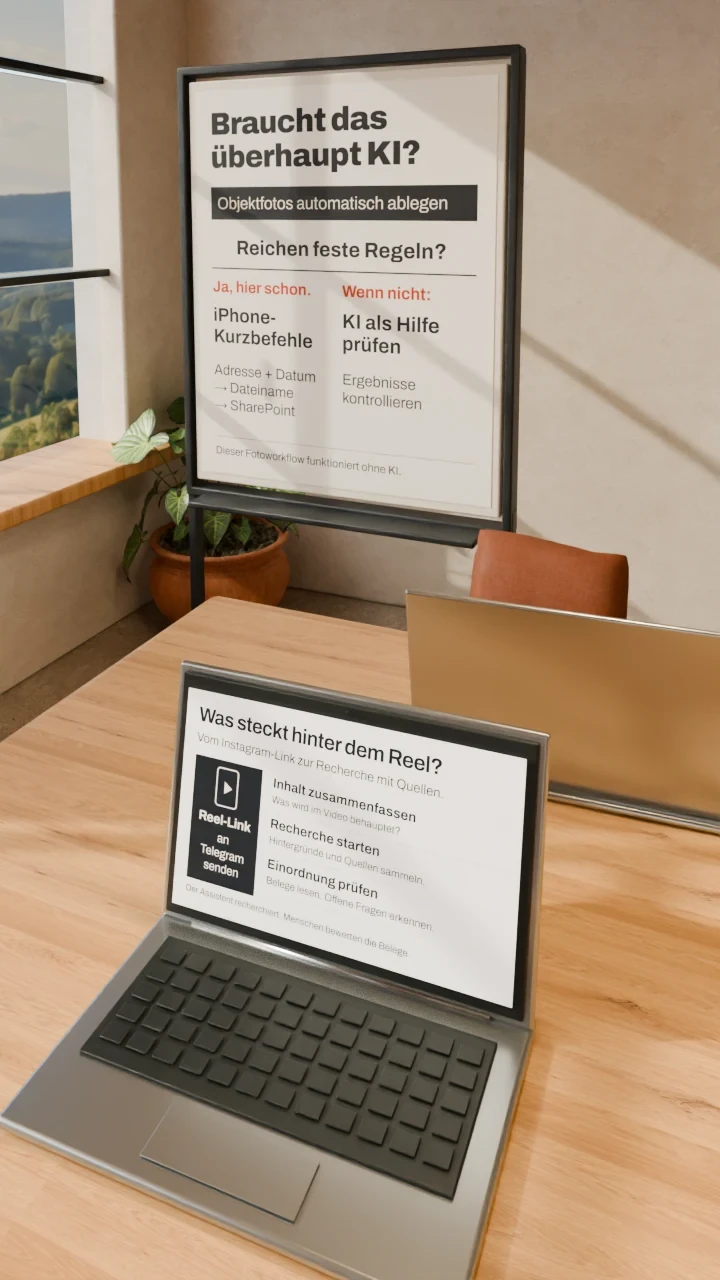 Braucht das
überhaupt KI?
Objektfotos automatisch ablegen
Reichen feste Regeln?
Ja, hier schon.
iPhone-
Kurzbefehle
Adresse + Datum
→ Dateiname
→ SharePoint
Wenn nicht:
KI als Hilfe
prüfen
Ergebnisse
kontrollieren
Dieser Fotoworkflow funktioniert ohne KI.
Was steckt hinter dem Reel?
Vom Instagram-Link zur Recherche mit Quellen.
Reel-Link
an
Telegram
senden
Inhalt zusammenfassen
Was wird im Video behauptet?
Recherche starten
Hintergründe und Quellen sammeln.
Einordnung prüfen
Belege lesen. Offene Fragen erkennen.
Der Assistent recherchiert. Menschen bewerten die Belege